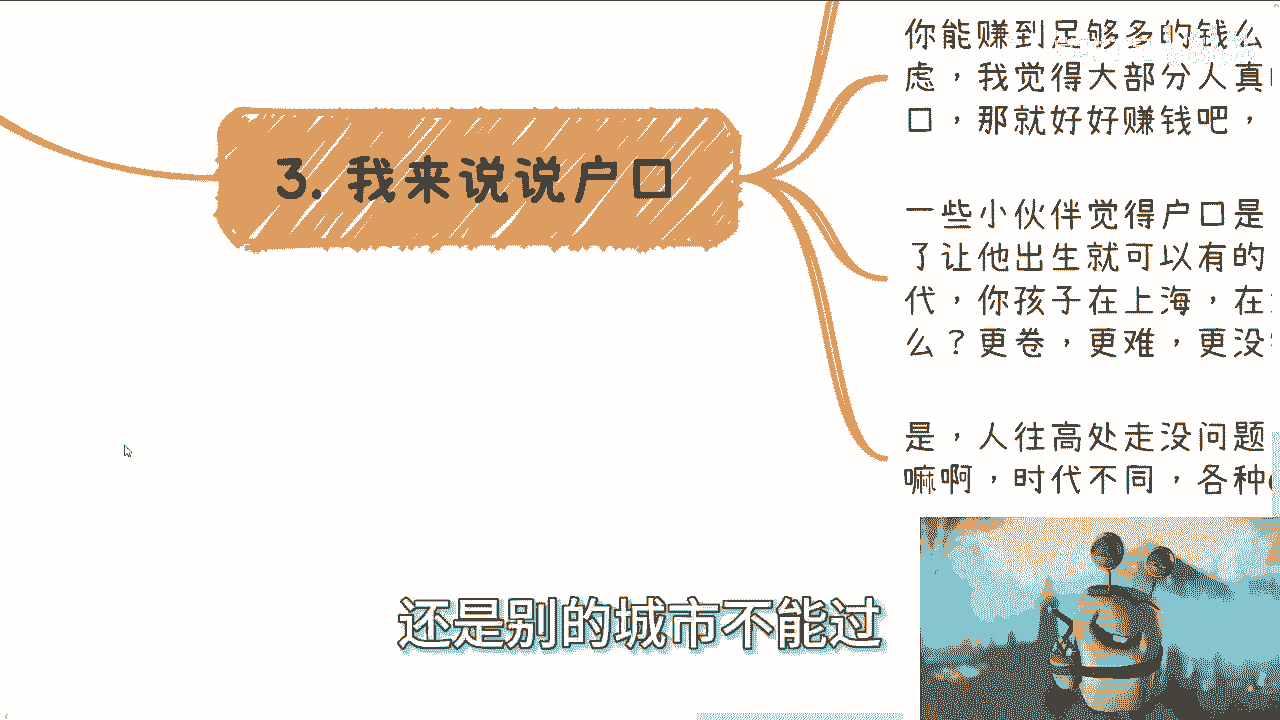 你能赚到足够多的钱么
虑，我觉得大部分人真
口，那就好好赚钱吧，
3. 我来说说户口
一些小伙伴觉得户口是
了让他出生就可以有的
代，你孩子在上海，在
么？更卷，更难，更没
是，人往高处走没问题
嘛啊，时代不同，各种
还是别的城市不能过